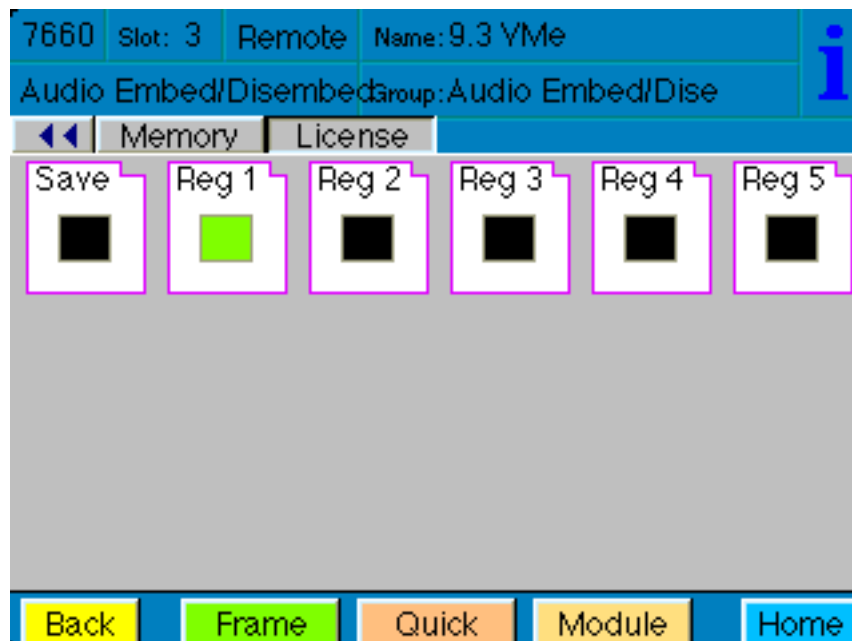 7660 Slot: 3 Remote Name: 9.3 VMe
Audio Embed/Disembed Group: Audio Embed/Dise
Memory License
Save Reg 1 Reg 2 Reg 3 Reg 4 Reg 5
Back Frame Quick Module Home